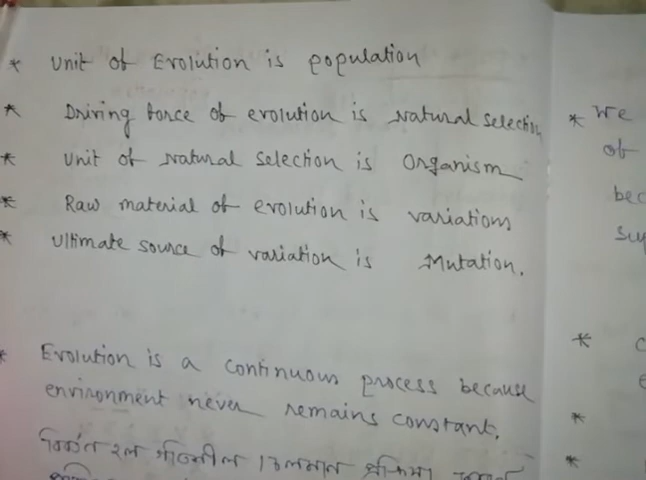 * Unit of Evolution is population
* Driving force of evolution is Natural Selection
* Unit of Natural Selection is Organism
* Raw material of evolution is variations
* Ultimate source of variation is Mutation.
* Evolution is a continuous process because
environment never remains constant.
* We
of
bec
sup
*
*
*